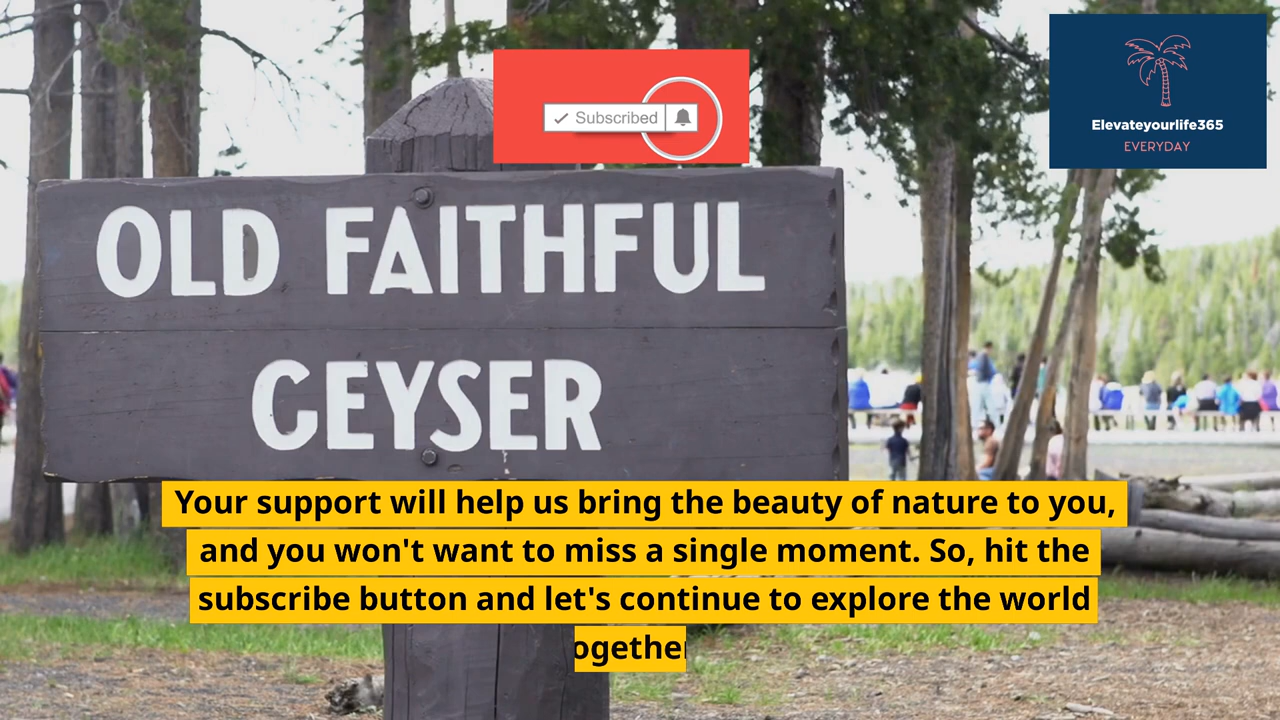 Subscribed
Elevateyourlife365
EVERYDAY
OLD FAITHFUL
GEYSER
Your support will help us bring the beauty of nature to you,
and you won't want to miss a single moment. So, hit the
subscribe button and let's continue to explore the world
ogether